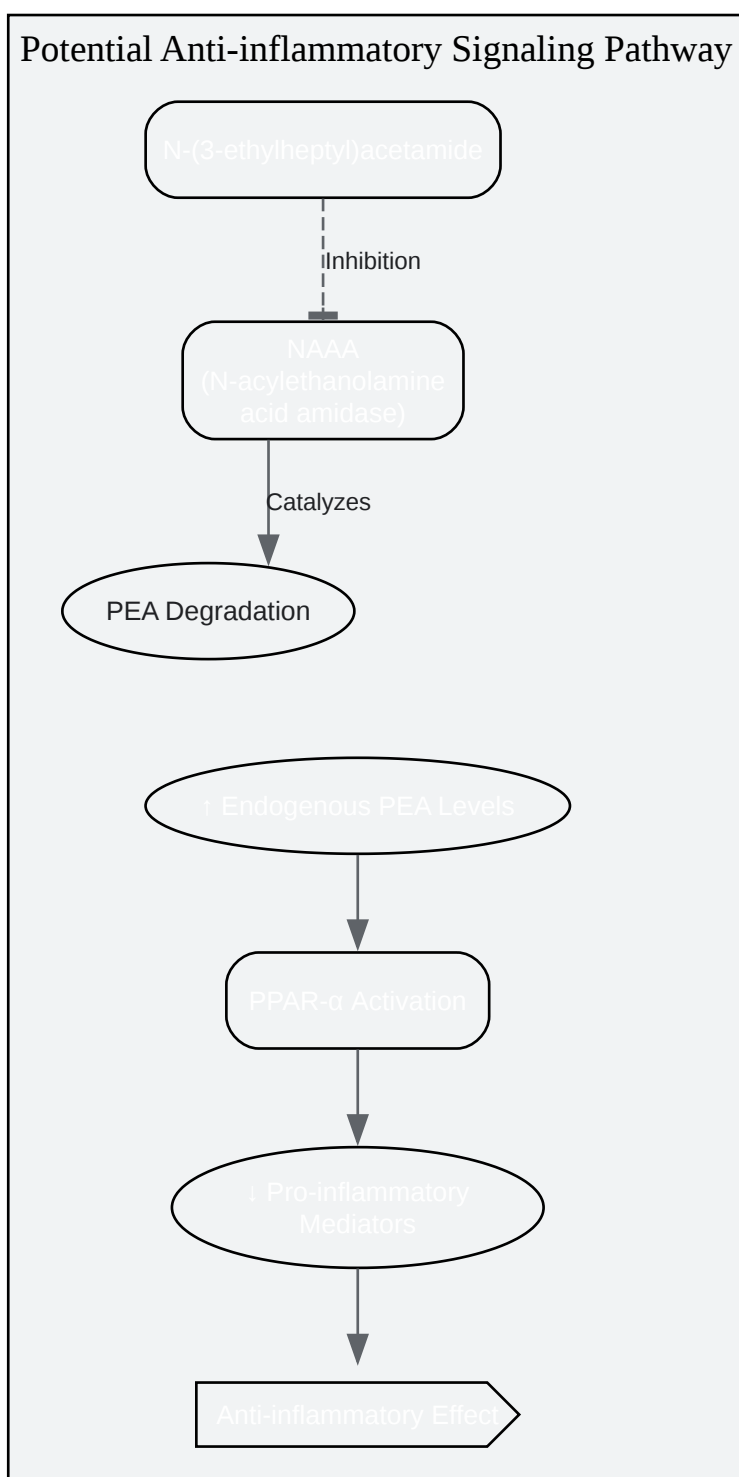 Potential Anti-inflammatory Signaling Pathway
N-(3-ethylheptyl)acetamide
Inhibition
NAAA
(N-acylethanolamine
acid amidase)
Catalyzes
PEA Degradation
↑ Endogenous PEA Levels
PPAR-α Activation
↓ Pro-inflammatory
Mediators
Anti-inflammatory Effect